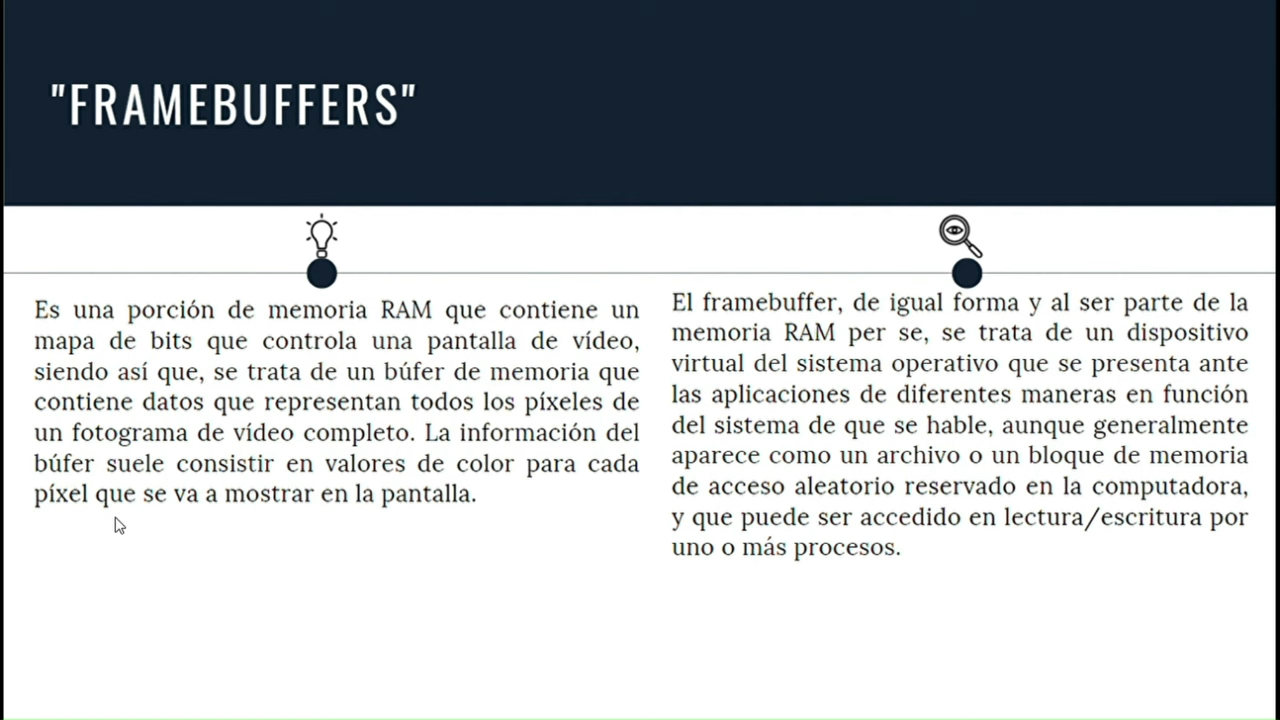 "FRAMEBUFFERS"
Es una porción de memoria RAM que contiene un
mapa de bits que controla una pantalla de vídeo,
siendo así que, se trata de un búfer de memoria que
contiene datos que representan todos los píxeles de
un fotograma de vídeo completo. La información del
búfer suele consistir en valores de color para cada
píxel que se va a mostrar en la pantalla.
El framebuffer, de igual forma y al ser parte de la
memoria RAM per se, se trata de un dispositivo
virtual del sistema operativo que se presenta ante
las aplicaciones de diferentes maneras en función
del sistema de que se hable, aunque generalmente
aparece como un archivo o un bloque de memoria
de acceso aleatorio reservado en la computadora,
y que puede ser accedido en lectura/escritura por
uno o más procesos.